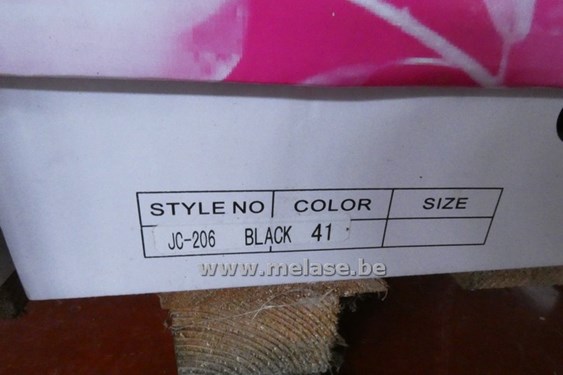 STYLE NO COLOR SIZE
JC-206 BLACK 41
www.melase.be